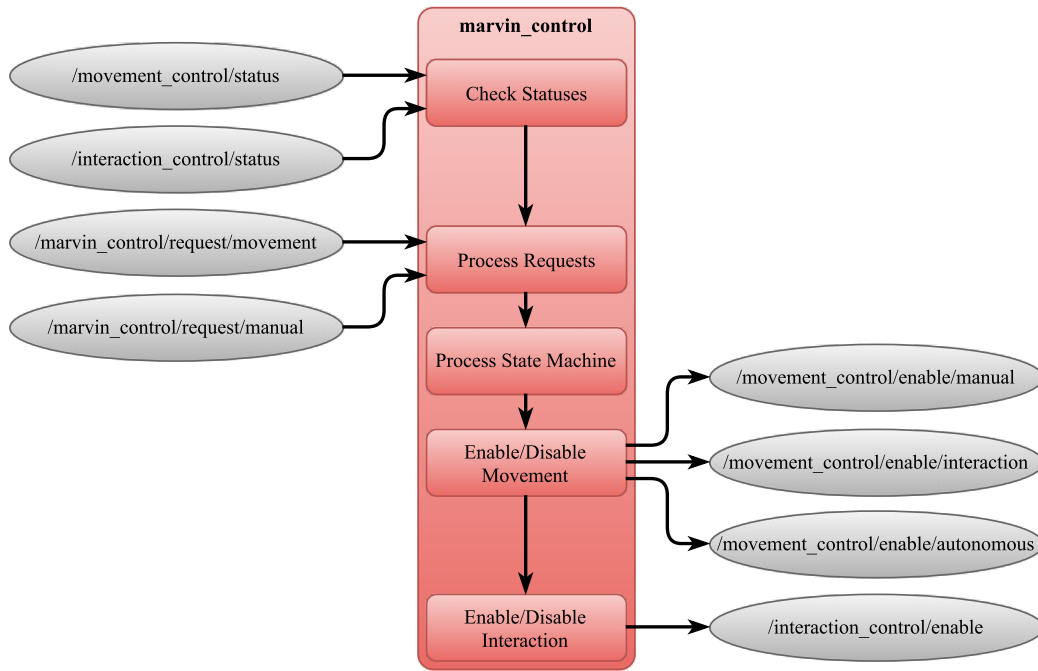 marvin_control
/movement_control/status
Check Statuses
/interaction_control/status
/marvin_control/request/movement
Process Requests
/marvin_control/request/manual
Process State Machine
/movement_control/enable/manual
Enable/Disable
Movement
/movement_control/enable/interaction
/movement_control/enable/autonomous
Enable/Disable
Interaction
/interaction_control/enable